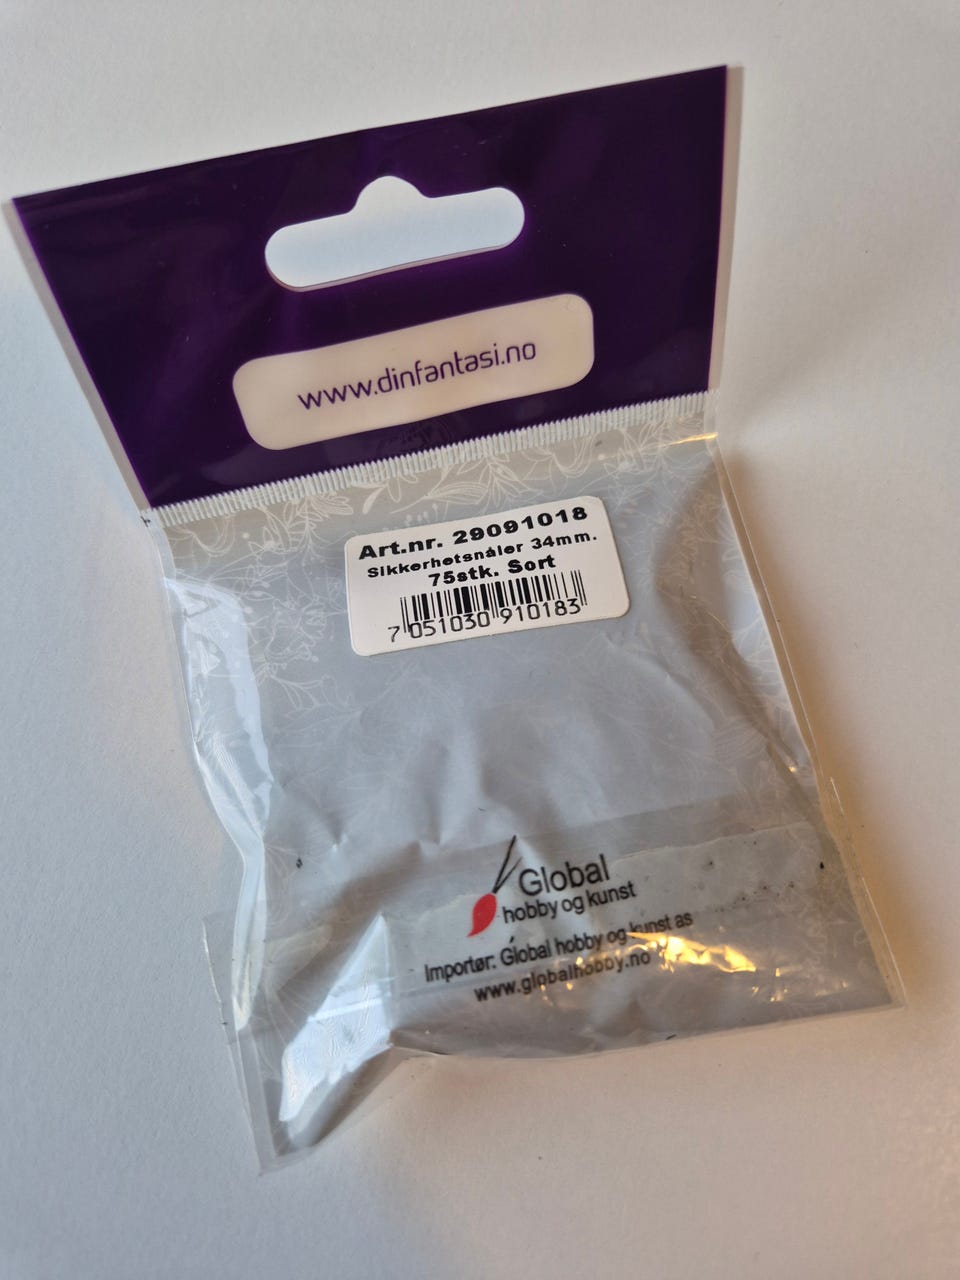 www.dinfantasi.no
Art.nr. 29091018
Sikkerhetsnåler 34mm.
75stk. Sort
7 051030 910183
Global
hobby og kunst
Importør: Global hobby og kunst as
www.globalhobby.no